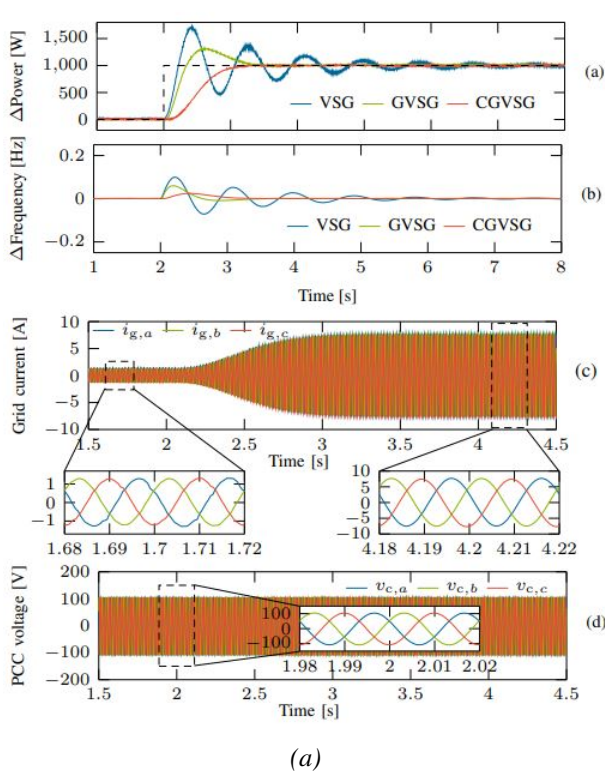 1,500
1,000
500
0
ΔPower [W]
VSG GVSG CGVSG
(a)
0.2
0
−0.2
ΔFrequency [Hz]
VSG GVSG CGVSG
(b)
1 2 3 4 5 6 7 8
Time [s]
10
5
0
−5
−10
Grid current [A]
i_g,a i_g,b i_g,c
(c)
1.5 2 2.5 3 3.5 4 4.5
Time [s]
1
0
−1
1.68 1.69 1.7 1.71 1.72
10
5
0
−5
−10
4.18 4.19 4.2 4.21 4.22
200
100
0
−100
−200
PCC voltage [V]
v_c,a v_c,b v_c,c
100
0
−100
1.98 1.99 2 2.01 2.02
(d)
1.5 2 2.5 3 3.5 4 4.5
Time [s]
(a)